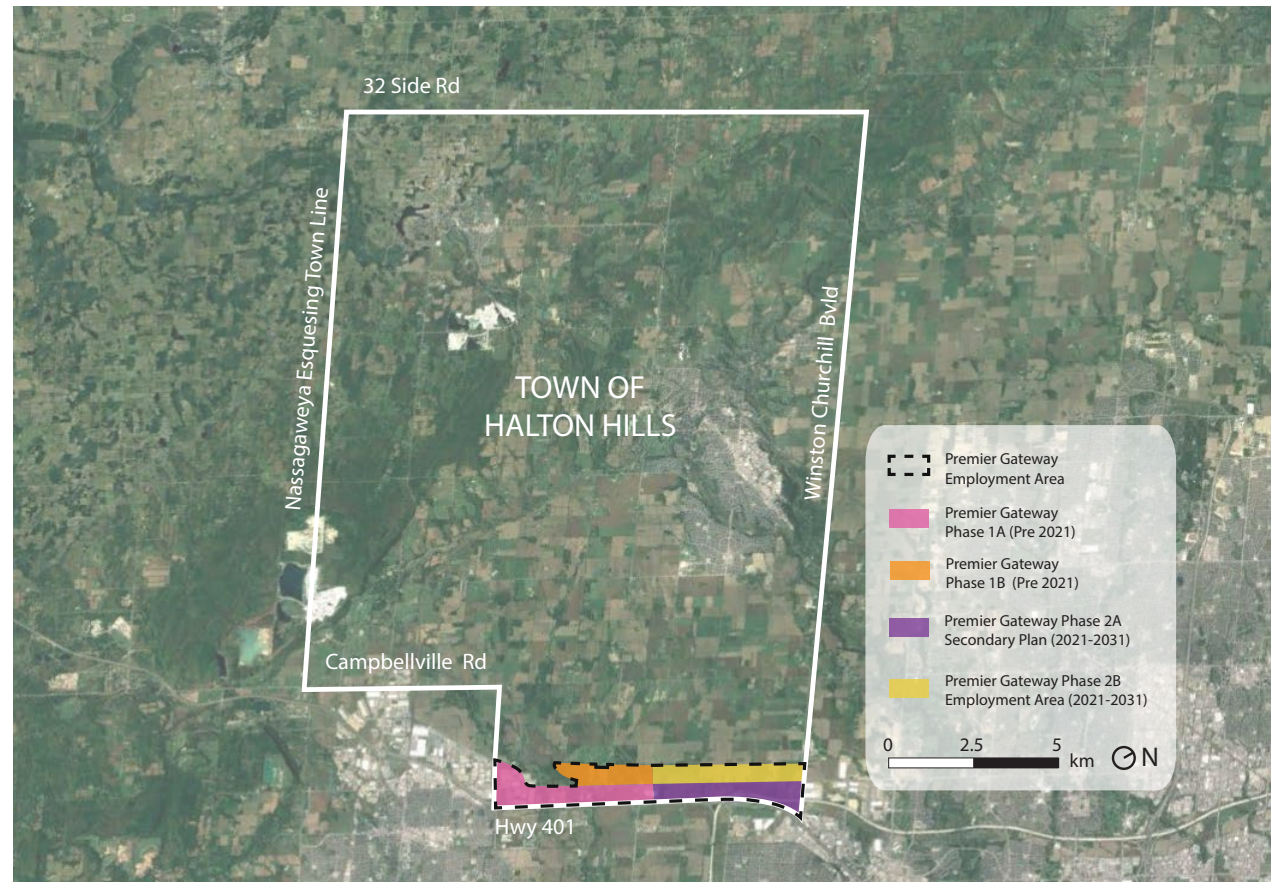 32 Side Rd
Nassagaweya Esquesing Town Line
TOWN OF
HALTON HILLS
Winston Churchill Bvld
Campbellville Rd
Hwy 401
Premier Gateway
Employment Area
Premier Gateway
Phase 1A (Pre 2021)
Premier Gateway
Phase 1B (Pre 2021)
Premier Gateway Phase 2A
Secondary Plan (2021-2031)
Premier Gateway Phase 2B
Employment Area (2021-2031)
0 2.5 5
km N